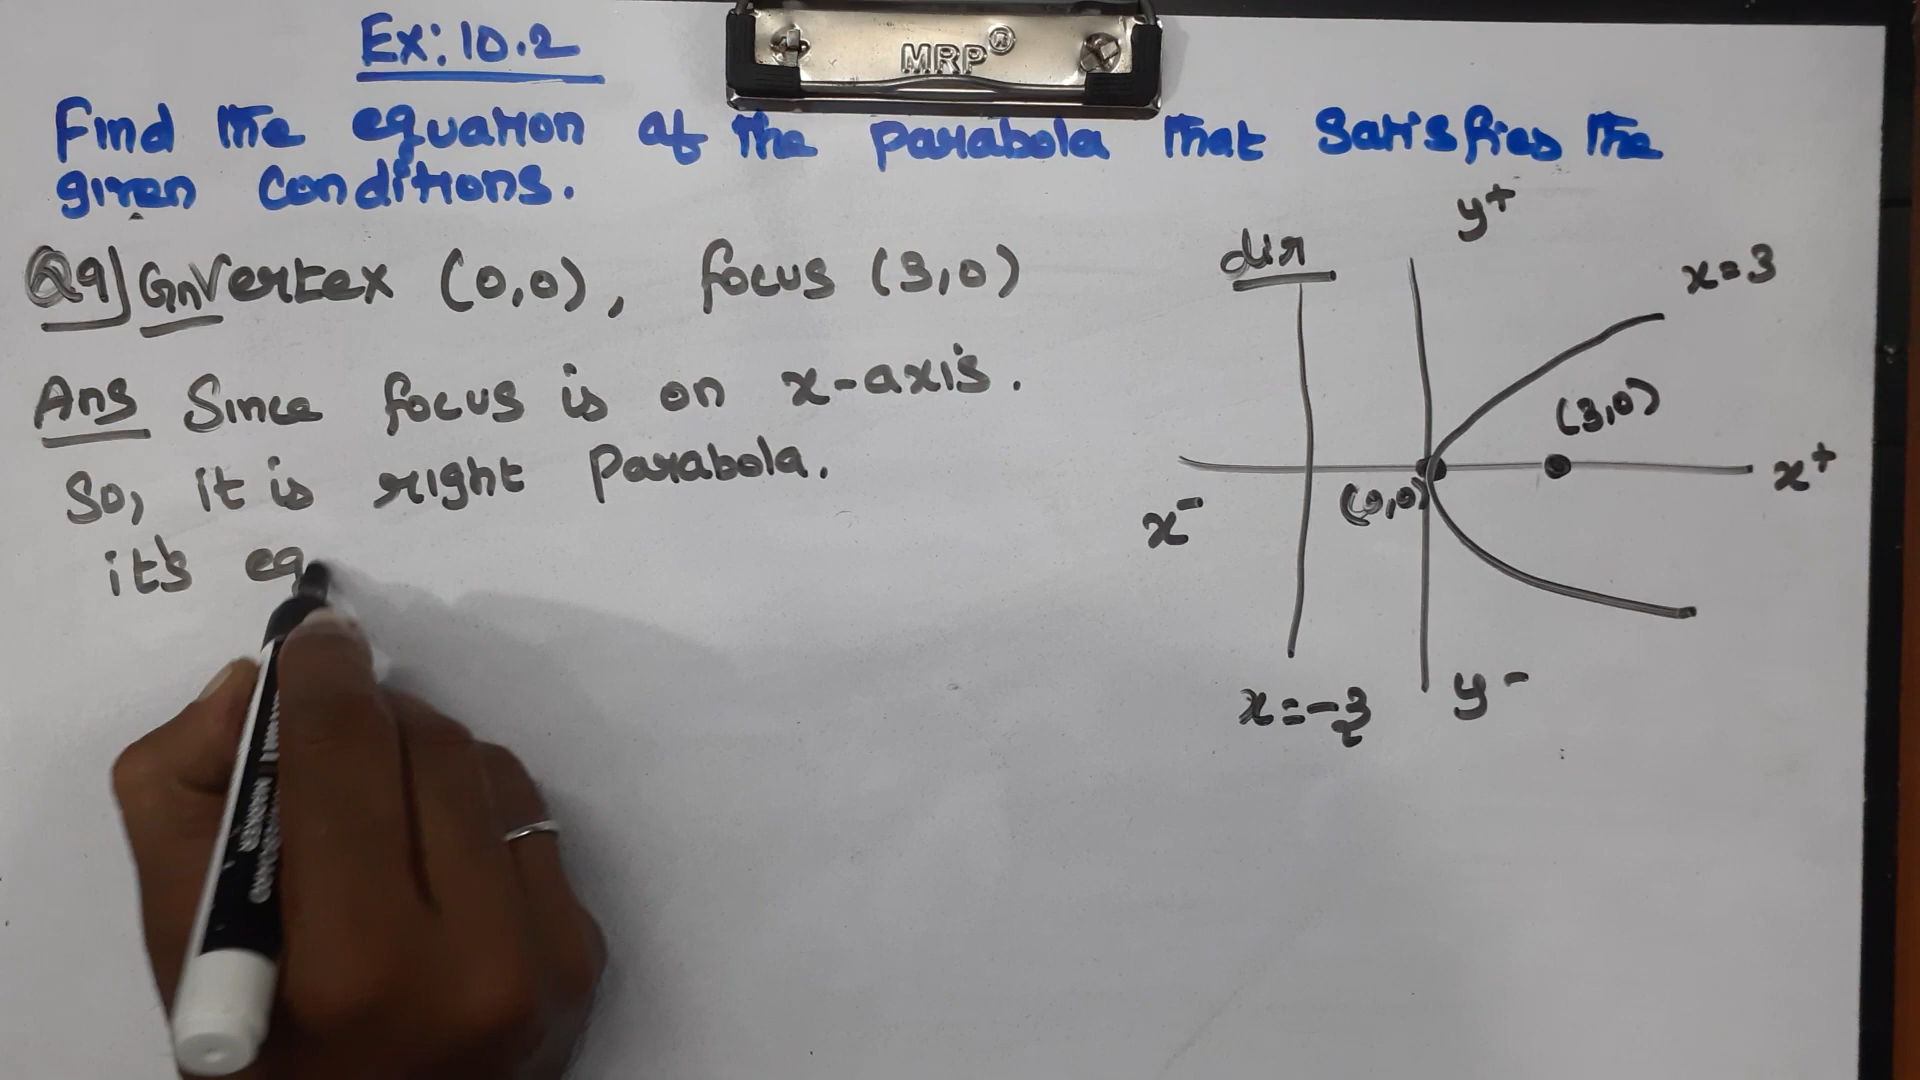 MRP®
Ex: 10.2
Find the equation of the parabola that satisfies the
given conditions.
Q9] Gn Vertex (0,0), focus (3,0)
Ans Since focus is on x-axis.
So, it is right Parabola.
it's eq
dir
y+
x=3
(3,0)
x+
x-
(0,0)
x=-3
y-